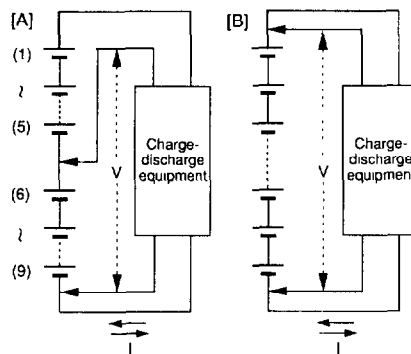 [A]
(1)
~
(5)
(6)
~
(9)
V
Charge-
discharge
equipment
I
[B]
V
Charge-
discharge
equipment
I